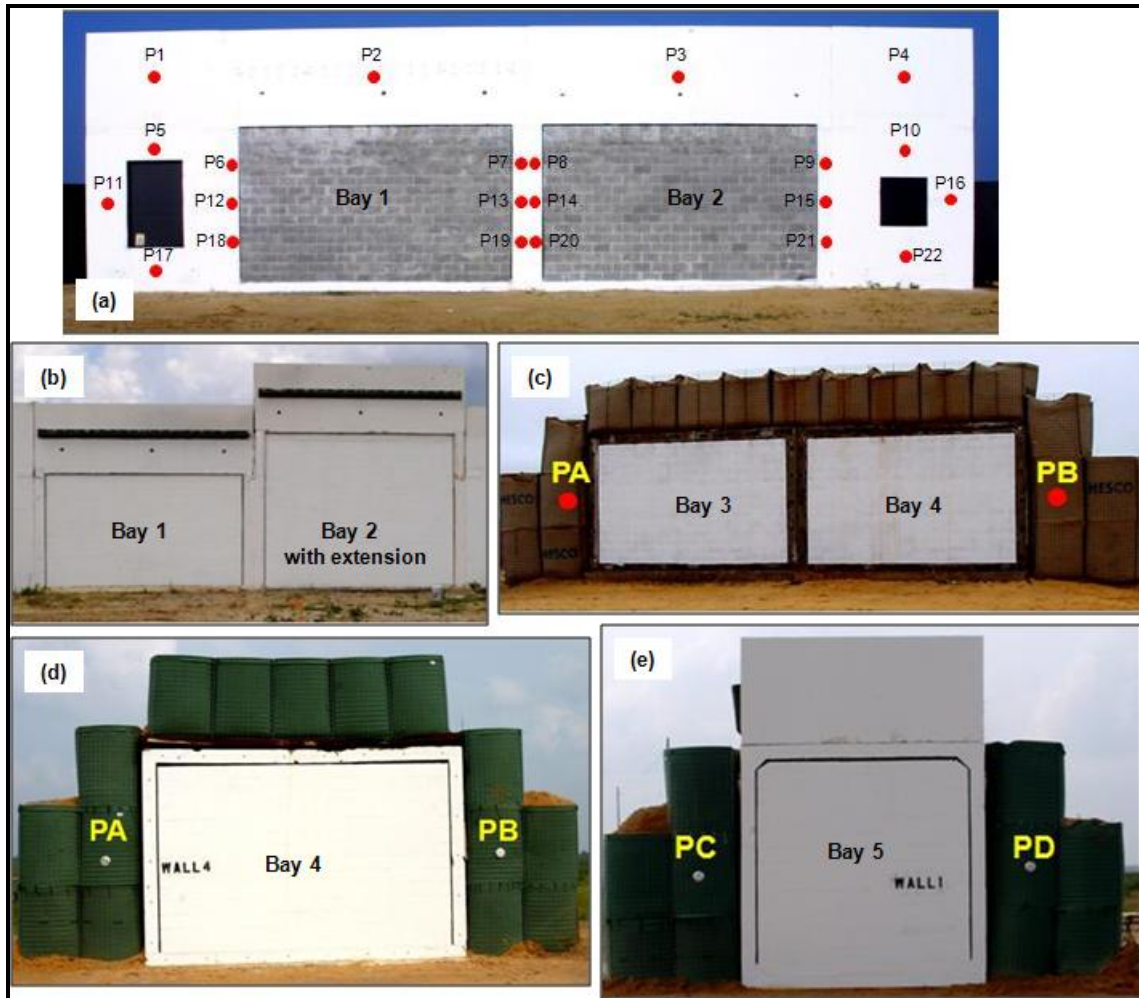 P1 P2 P3 P4
P5 P10
P6 P7 P8 P9
Bay 1 Bay 2
P11 P12 P13 P14 P15 P16
P18 P19 P20 P21
P17 P22
(a)
(b)
Bay 1 Bay 2
with extension
(c)
PA PB
HESCO HESCO
Bay 3 Bay 4
HESCO
(d)
PA PB
WALL4 Bay 4
(e)
PC PD
Bay 5
WALL1